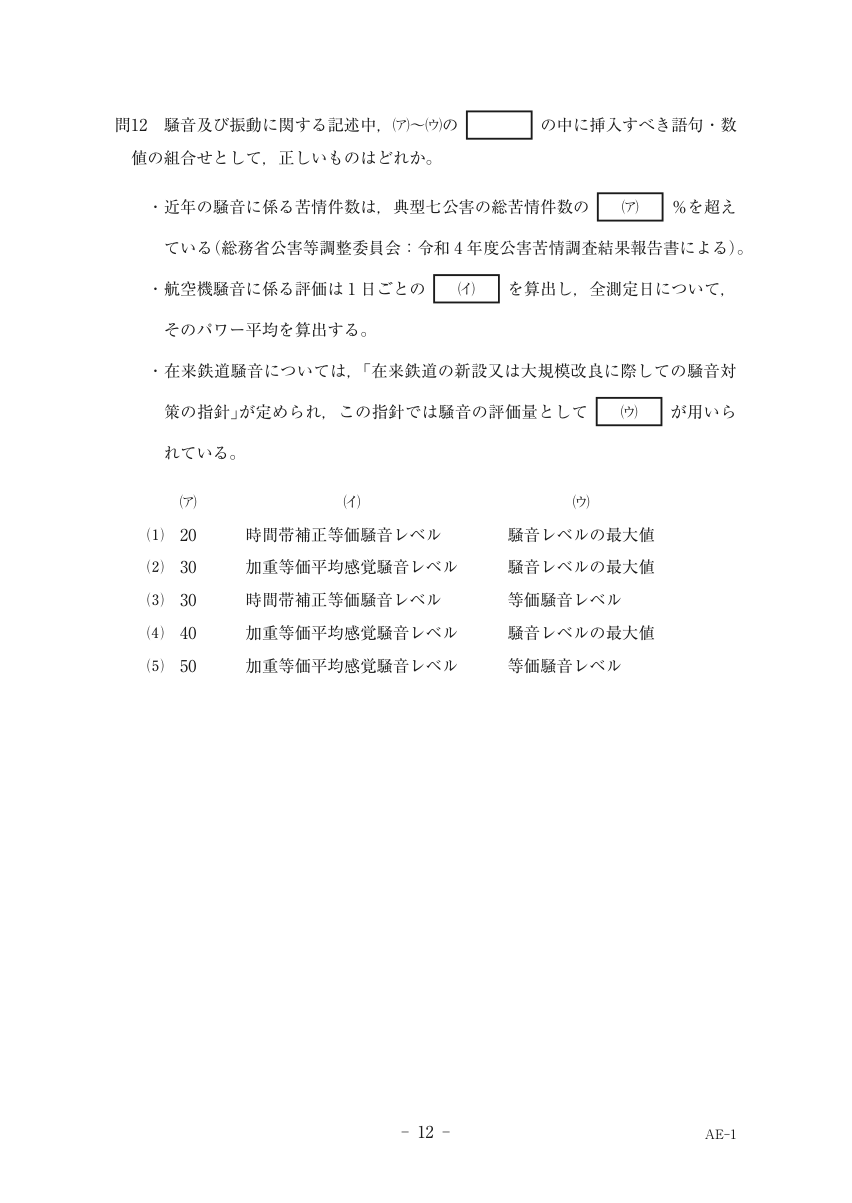 問12　騒音及び振動に関する記述中，㋐～㋒の　　　　の中に挿入すべき語句・数
値の組合せとして，正しいものはどれか。
・近年の騒音に係る苦情件数は，典型七公害の総苦情件数の　(ア)　％を超え
ている(総務省公害等調整委員会：令和４年度公害苦情調査結果報告書による)。
・航空機騒音に係る評価は１日ごとの　(イ)　を算出し，全測定日について，
そのパワー平均を算出する。
・在来鉄道騒音については，「在来鉄道の新設又は大規模改良に際しての騒音対
策の指針」が定められ，この指針では騒音の評価量として　(ウ)　が用いら
れている。
(ア)　(イ)　(ウ)
(1)　20　時間帯補正等価騒音レベル　騒音レベルの最大値
(2)　30　加重等価平均感覚騒音レベル　騒音レベルの最大値
(3)　30　時間帯補正等価騒音レベル　等価騒音レベル
(4)　40　加重等価平均感覚騒音レベル　騒音レベルの最大値
(5)　50　加重等価平均感覚騒音レベル　等価騒音レベル
－ 12 －
AE-1